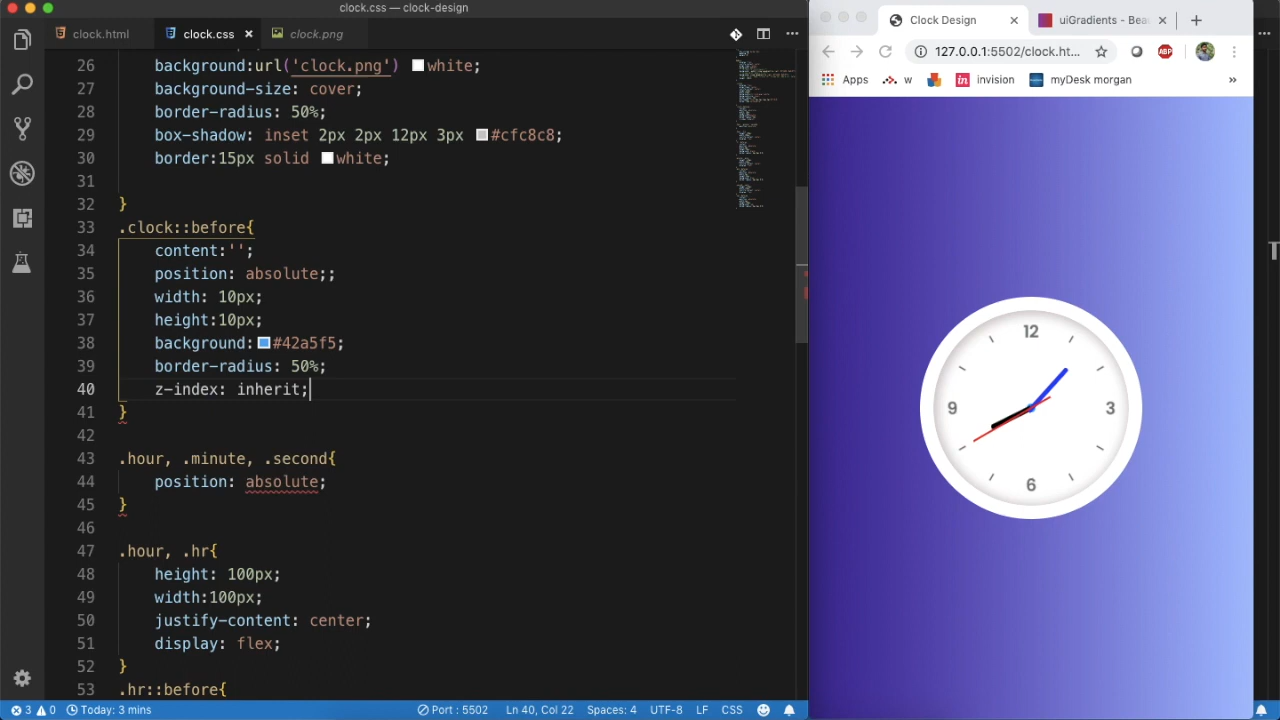 clock.css — clock-design
clock.html
clock.css ×
clock.png
26 background:url('clock.png') white;
27 background-size: cover;
28 border-radius: 50%;
29 box-shadow: inset 2px 2px 12px 3px #cfc8c8;
30 border:15px solid white;
31
32 }
33 .clock::before{
34 content:'';
35 position: absolute;;
36 width: 10px;
37 height:10px;
38 background: #42a5f5;
39 border-radius: 50%;
40 z-index: inherit;
41 }
42
43 .hour, .minute, .second{
44 position: absolute;
45 }
46
47 .hour, .hr{
48 height: 100px;
49 width:100px;
50 justify-content: center;
51 display: flex;
52 }
53 .hr::before{
3 0 Today: 3 mins
Port : 5502 Ln 40, Col 22 Spaces: 4 UTF-8 LF CSS
Clock Design
uiGradients - Beau
127.0.0.1:5502/clock.ht...
ABP
Apps
w
in invision
myDesk morgan
»
12
9 3
6